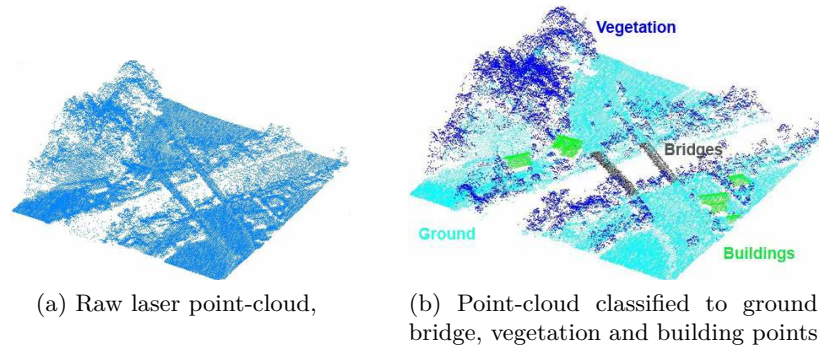 Vegetation
Bridges
Ground
Buildings
(a) Raw laser point-cloud,
(b) Point-cloud classified to ground
bridge, vegetation and building points